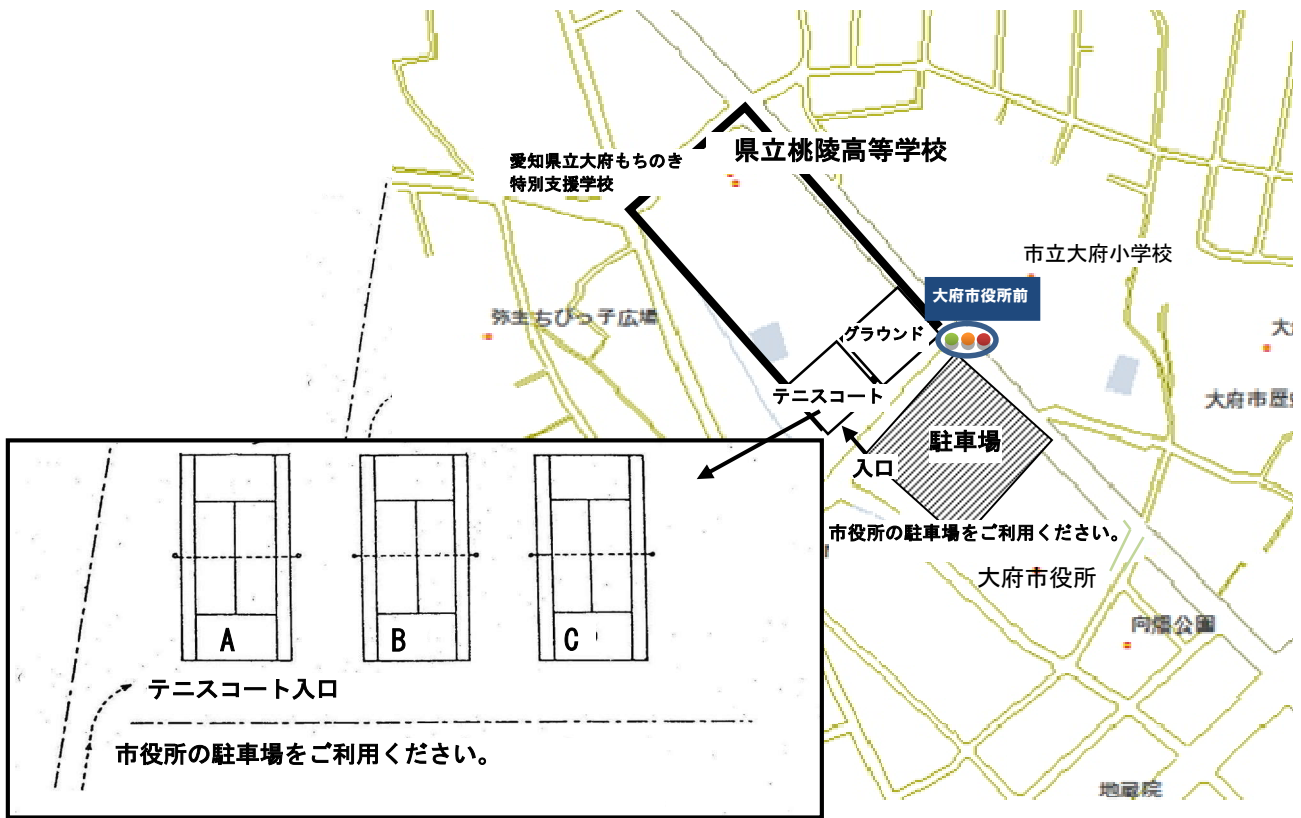 愛知県立大府もちのき
特別支援学校
県立桃陵高等学校
市立大府小学校
大府市役所前
弥生ちびっ子広場
グラウンド
テニスコート
大府市歴
駐車場
入口
市役所の駐車場をご利用ください。
大府市役所
向畑公園
地蔵院
A
B
C
テニスコート入口
市役所の駐車場をご利用ください。